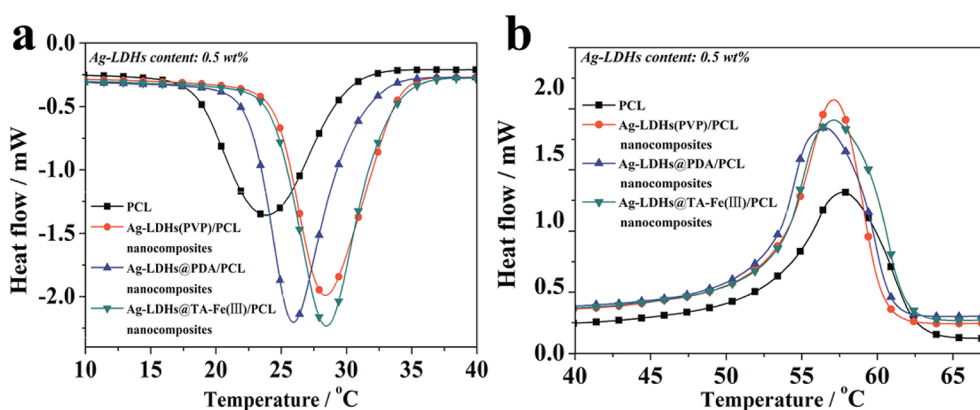 a
Ag-LDHs content: 0.5 wt%
0.0
-0.5
-1.0
-1.5
-2.0
Heat flow / mW
PCL
Ag-LDHs(PVP)/PCL
nanocomposites
Ag-LDHs@PDA/PCL
nanocomposites
Ag-LDHs@TA-Fe(III)/PCL
nanocomposites
10 15 20 25 30 35 40
Temperature / °C
b
Ag-LDHs content: 0.5 wt%
2.0
1.5
1.0
0.6
0.0
Heat flow / mW
PCL
Ag-LDHs(PVP)/PCL
nanocomposites
Ag-LDHs@PDA/PCL
nanocomposites
Ag-LDHs@TA-Fe(III)/PCL
nanocomposites
40 45 50 55 60 65
Temperature / °C